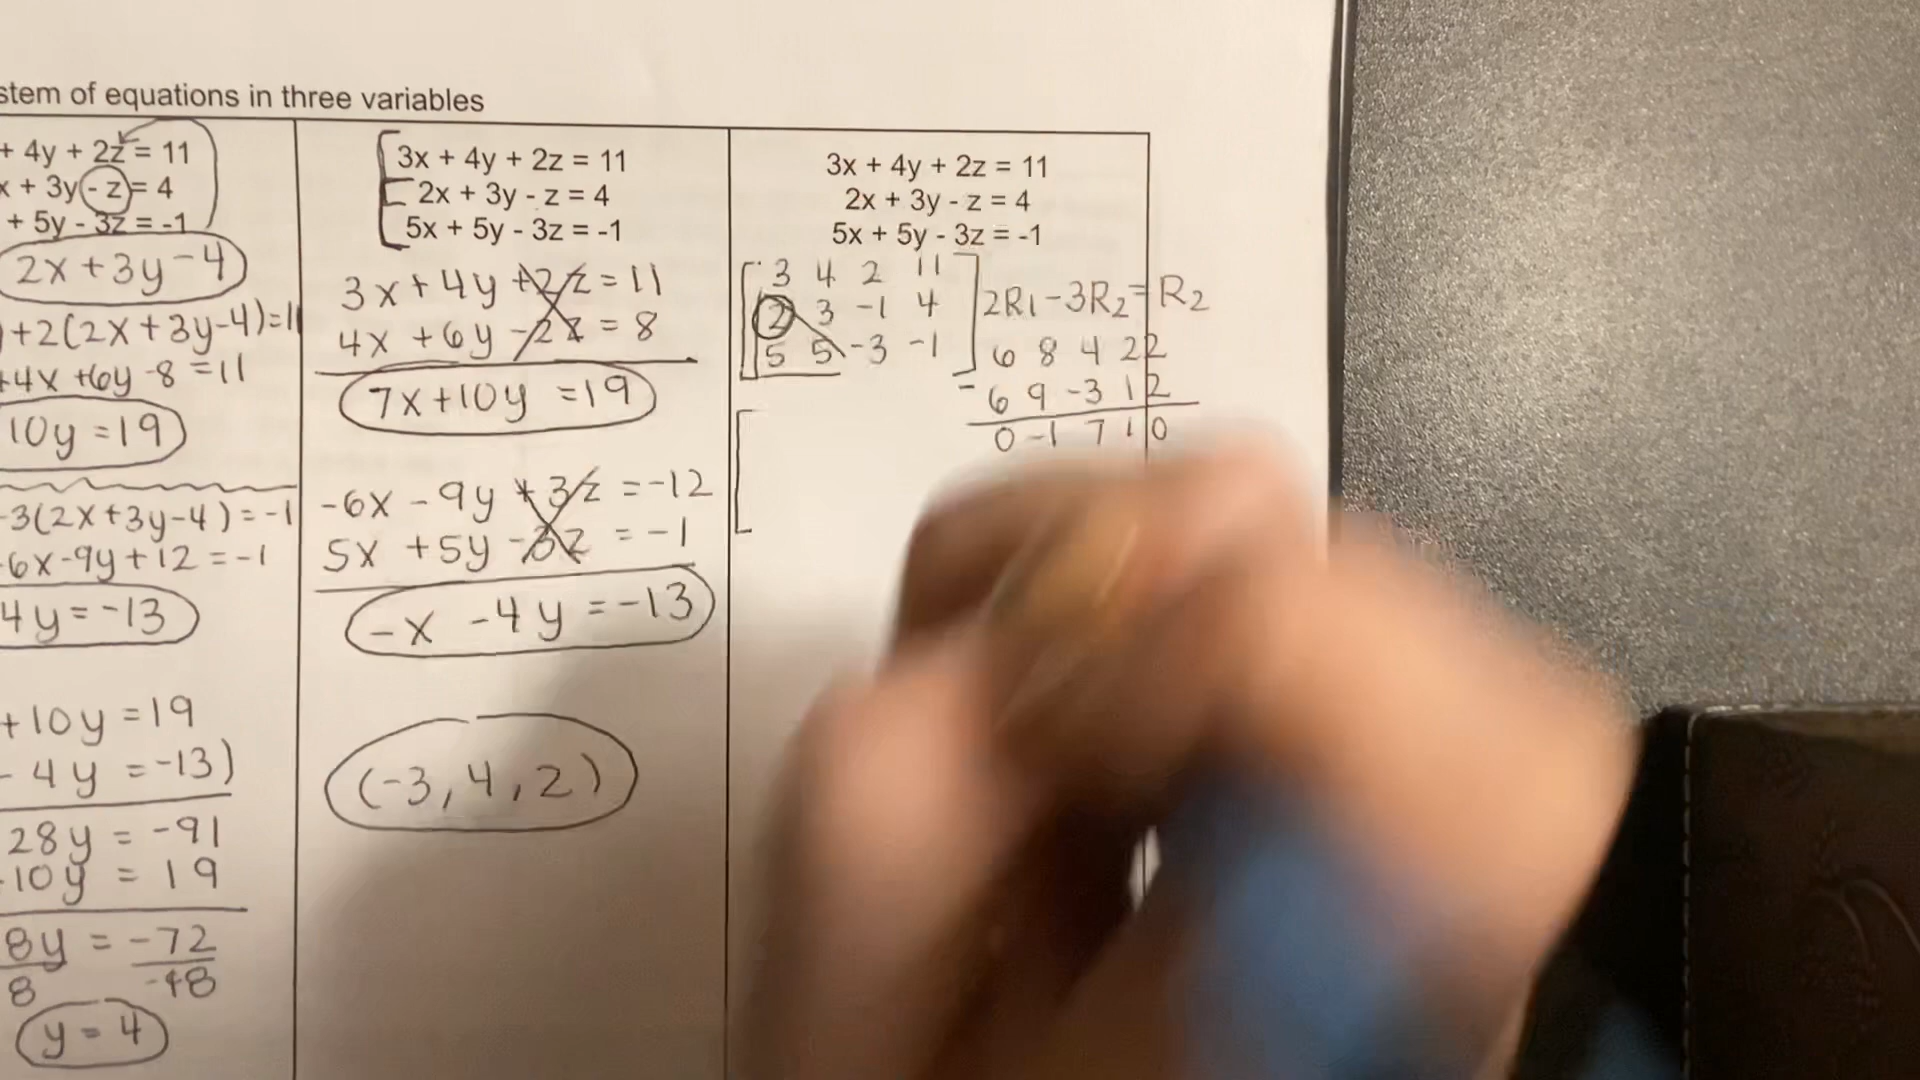 stem of equations in three variables
+ 4y + 2z = 11
x + 3y - z = 4
+ 5y - 3z = -1
2x+3y-4
)+2(2x+3y-4)=11
+4x+6y-8=11
10y=19
-3(2x+3y-4)=-1
-6x-9y+12=-1
4y=-13
+10y=19
- 4y = -13)
28y = -91
10y = 19
8y = -72
8 -18
y = 4
3x + 4y + 2z = 11
2x + 3y - z = 4
5x + 5y - 3z = -1
3x+4y+2z=11
4x+6y-2z=8
7x+10y=19
-6x-9y+3z=-12
5x+5y-3z=-1
-x-4y=-13
(-3,4,2)
3x + 4y + 2z = 11
2x + 3y - z = 4
5x + 5y - 3z = -1
3 4 2 11
2 3 -1 4
5 5 -3 -1
2R1-3R2=R2
6 8 4 22
- 6 9 -3 12
0 -1 7 10